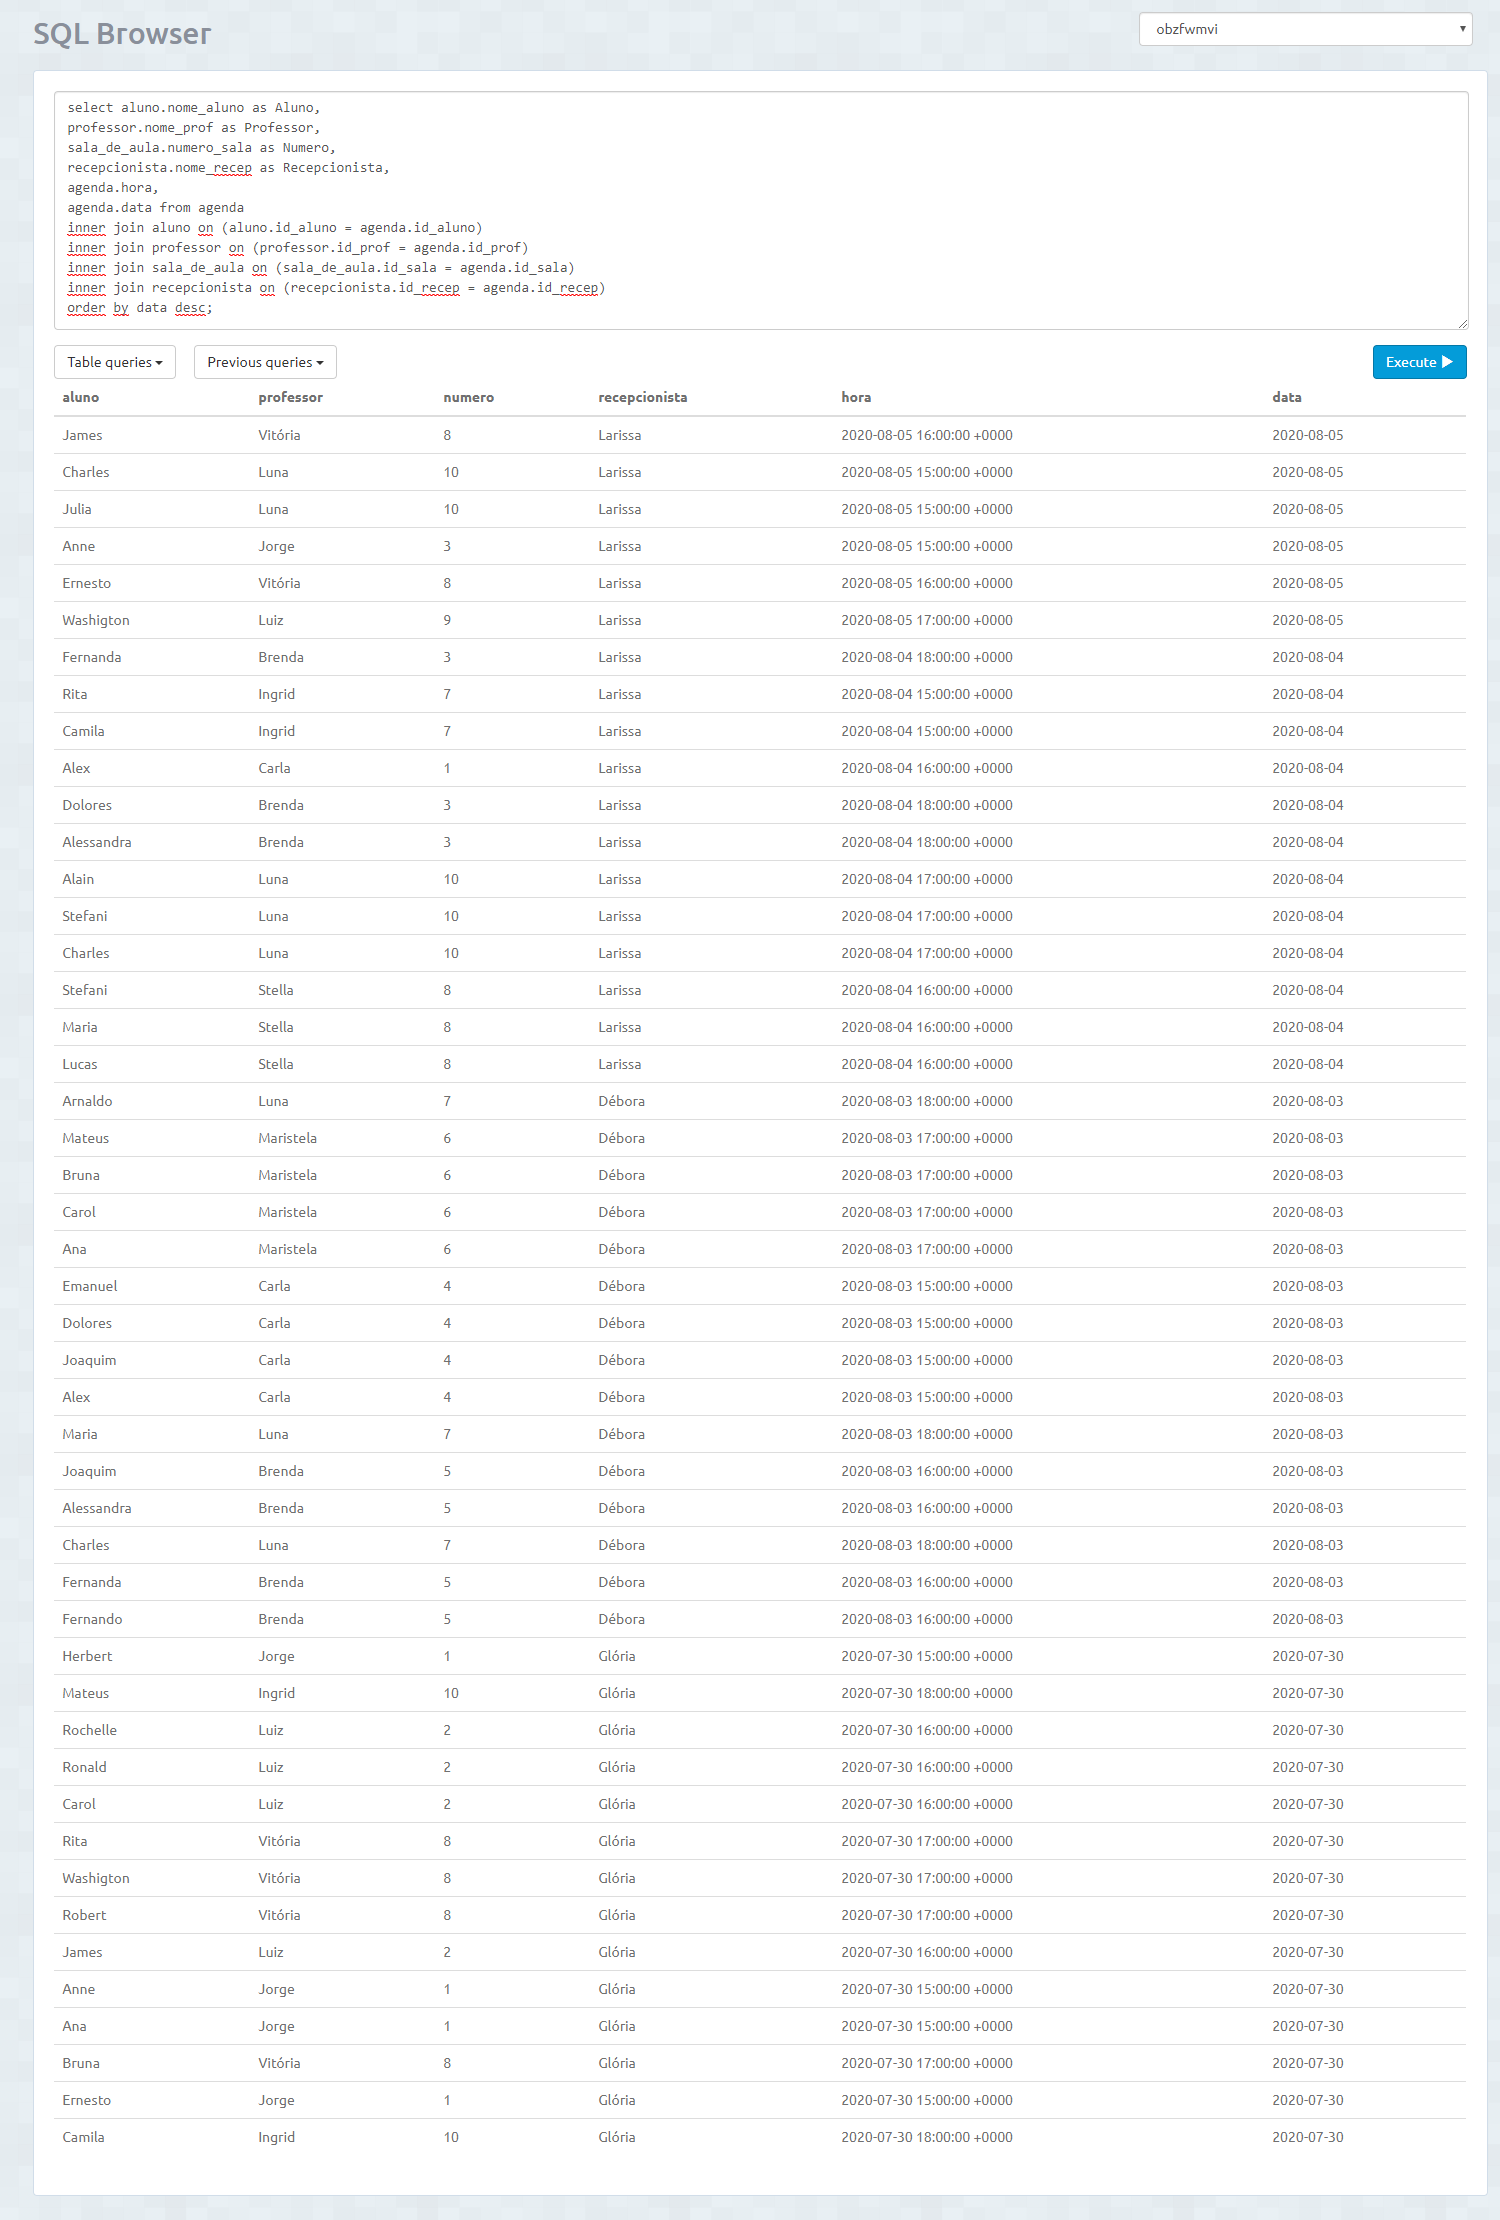 SQL Browser
obzfwmvi
select aluno.nome_aluno as Aluno,
professor.nome_prof as Professor,
sala_de_aula.numero_sala as Numero,
recepcionista.nome_recep as Recepcionista,
agenda.hora,
agenda.data from agenda
inner join aluno on (aluno.id_aluno = agenda.id_aluno)
inner join professor on (professor.id_prof = agenda.id_prof)
inner join sala_de_aula on (sala_de_aula.id_sala = agenda.id_sala)
inner join recepcionista on (recepcionista.id_recep = agenda.id_recep)
order by data desc;
Table queries Previous queries Execute
aluno professor numero recepcionista hora data
James Vitória 8 Larissa 2020-08-05 16:00:00 +0000 2020-08-05
Charles Luna 10 Larissa 2020-08-05 15:00:00 +0000 2020-08-05
Julia Luna 10 Larissa 2020-08-05 15:00:00 +0000 2020-08-05
Anne Jorge 3 Larissa 2020-08-05 15:00:00 +0000 2020-08-05
Ernesto Vitória 8 Larissa 2020-08-05 16:00:00 +0000 2020-08-05
Washigton Luiz 9 Larissa 2020-08-05 17:00:00 +0000 2020-08-05
Fernanda Brenda 3 Larissa 2020-08-04 18:00:00 +0000 2020-08-04
Rita Ingrid 7 Larissa 2020-08-04 15:00:00 +0000 2020-08-04
Camila Ingrid 7 Larissa 2020-08-04 15:00:00 +0000 2020-08-04
Alex Carla 1 Larissa 2020-08-04 16:00:00 +0000 2020-08-04
Dolores Brenda 3 Larissa 2020-08-04 18:00:00 +0000 2020-08-04
Alessandra Brenda 3 Larissa 2020-08-04 18:00:00 +0000 2020-08-04
Alain Luna 10 Larissa 2020-08-04 17:00:00 +0000 2020-08-04
Stefani Luna 10 Larissa 2020-08-04 17:00:00 +0000 2020-08-04
Charles Luna 10 Larissa 2020-08-04 17:00:00 +0000 2020-08-04
Stefani Stella 8 Larissa 2020-08-04 16:00:00 +0000 2020-08-04
Maria Stella 8 Larissa 2020-08-04 16:00:00 +0000 2020-08-04
Lucas Stella 8 Larissa 2020-08-04 16:00:00 +0000 2020-08-04
Arnaldo Luna 7 Débora 2020-08-03 18:00:00 +0000 2020-08-03
Mateus Maristela 6 Débora 2020-08-03 17:00:00 +0000 2020-08-03
Bruna Maristela 6 Débora 2020-08-03 17:00:00 +0000 2020-08-03
Carol Maristela 6 Débora 2020-08-03 17:00:00 +0000 2020-08-03
Ana Maristela 6 Débora 2020-08-03 17:00:00 +0000 2020-08-03
Emanuel Carla 4 Débora 2020-08-03 15:00:00 +0000 2020-08-03
Dolores Carla 4 Débora 2020-08-03 15:00:00 +0000 2020-08-03
Joaquim Carla 4 Débora 2020-08-03 15:00:00 +0000 2020-08-03
Alex Carla 4 Débora 2020-08-03 15:00:00 +0000 2020-08-03
Maria Luna 7 Débora 2020-08-03 18:00:00 +0000 2020-08-03
Joaquim Brenda 5 Débora 2020-08-03 16:00:00 +0000 2020-08-03
Alessandra Brenda 5 Débora 2020-08-03 16:00:00 +0000 2020-08-03
Charles Luna 7 Débora 2020-08-03 18:00:00 +0000 2020-08-03
Fernanda Brenda 5 Débora 2020-08-03 16:00:00 +0000 2020-08-03
Fernando Brenda 5 Débora 2020-08-03 16:00:00 +0000 2020-08-03
Herbert Jorge 1 Glória 2020-07-30 15:00:00 +0000 2020-07-30
Mateus Ingrid 10 Glória 2020-07-30 18:00:00 +0000 2020-07-30
Rochelle Luiz 2 Glória 2020-07-30 16:00:00 +0000 2020-07-30
Ronald Luiz 2 Glória 2020-07-30 16:00:00 +0000 2020-07-30
Carol Luiz 2 Glória 2020-07-30 16:00:00 +0000 2020-07-30
Rita Vitória 8 Glória 2020-07-30 17:00:00 +0000 2020-07-30
Washigton Vitória 8 Glória 2020-07-30 17:00:00 +0000 2020-07-30
Robert Vitória 8 Glória 2020-07-30 17:00:00 +0000 2020-07-30
James Luiz 2 Glória 2020-07-30 16:00:00 +0000 2020-07-30
Anne Jorge 1 Glória 2020-07-30 15:00:00 +0000 2020-07-30
Ana Jorge 1 Glória 2020-07-30 15:00:00 +0000 2020-07-30
Bruna Vitória 8 Glória 2020-07-30 17:00:00 +0000 2020-07-30
Ernesto Jorge 1 Glória 2020-07-30 15:00:00 +0000 2020-07-30
Camila Ingrid 10 Glória 2020-07-30 18:00:00 +0000 2020-07-30